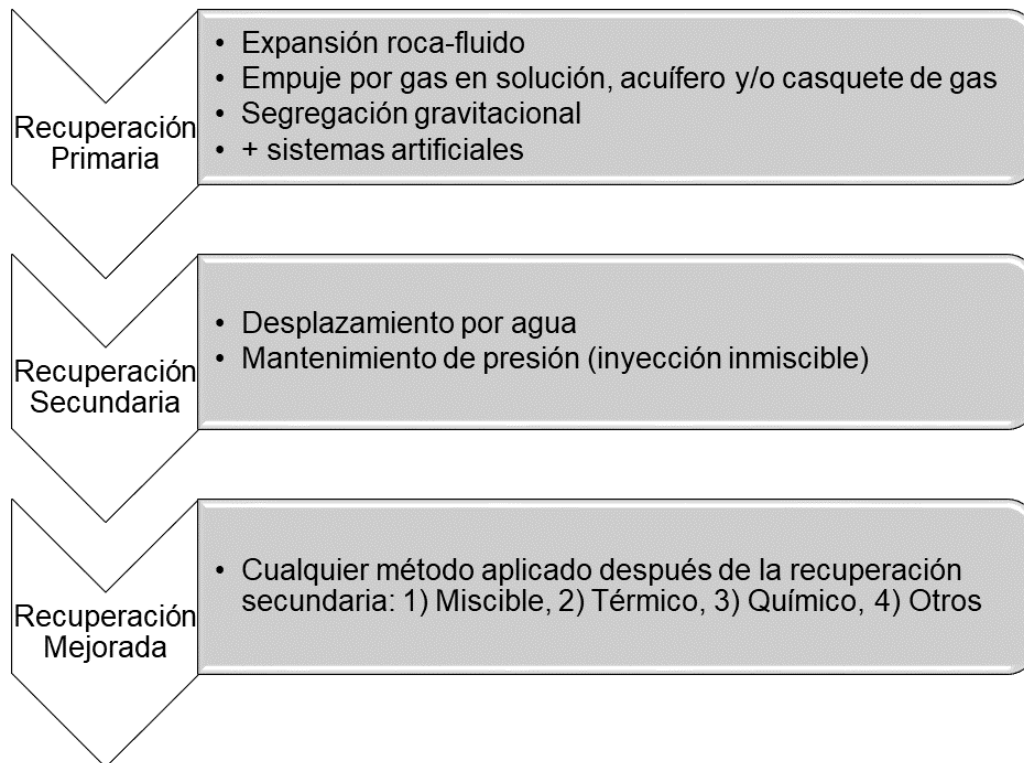 Recuperación
Primaria
• Expansión roca-fluido
• Empuje por gas en solución, acuífero y/o casquete de gas
• Segregación gravitacional
• + sistemas artificiales
Recuperación
Secundaria
• Desplazamiento por agua
• Mantenimiento de presión (inyección inmiscible)
Recuperación
Mejorada
• Cualquier método aplicado después de la recuperación
secundaria: 1) Miscible, 2) Térmico, 3) Químico, 4) Otros